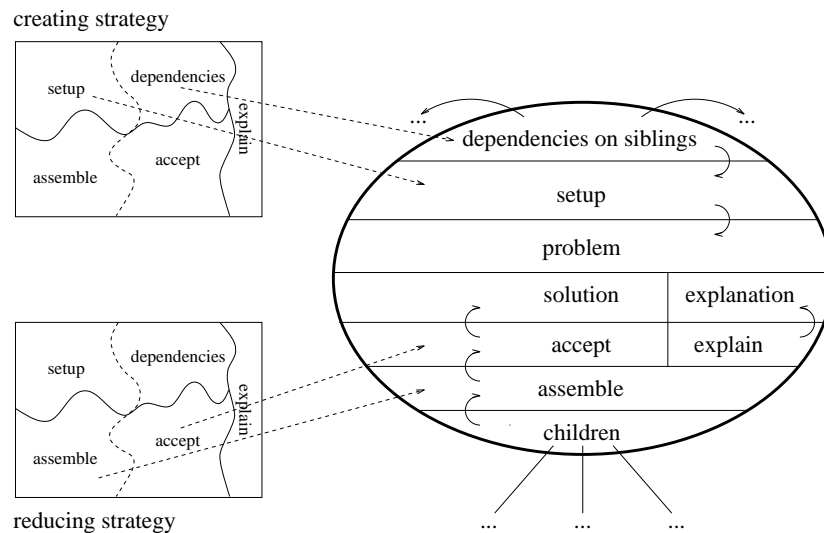 creating strategy
dependencies
setup
explain
assemble
accept
... ...
dependencies on siblings
setup
problem
solution explanation
accept explain
assemble
children
... ... ...
dependencies
setup
explain
accept
assemble
reducing strategy